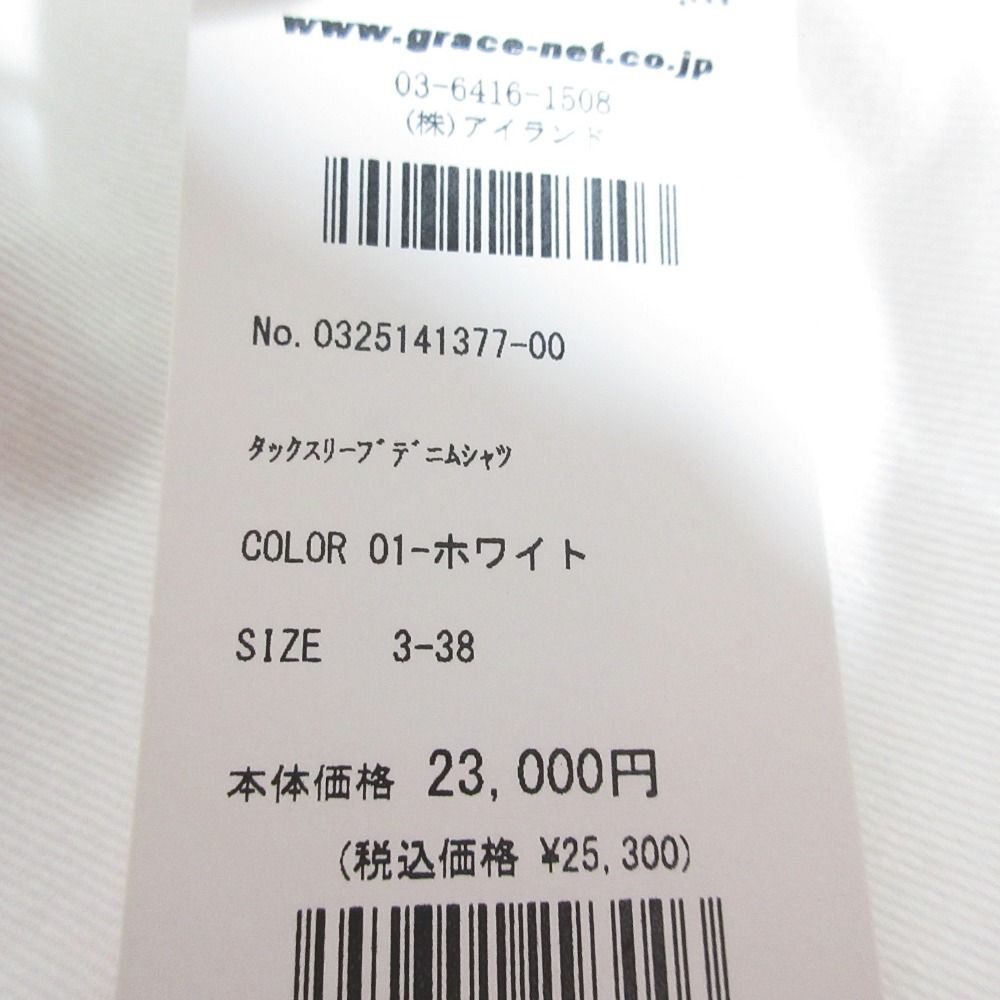 www.grace-net.co.jp
03-6416-1508
(株)アイランド
No. 0325141377-00
ﾀｯｸｽﾘｰﾌﾞﾃﾞﾆﾑｼｬﾂ
COLOR 01-ホワイト
SIZE 3-38
本体価格 23,000円
(税込価格 ¥25,300)